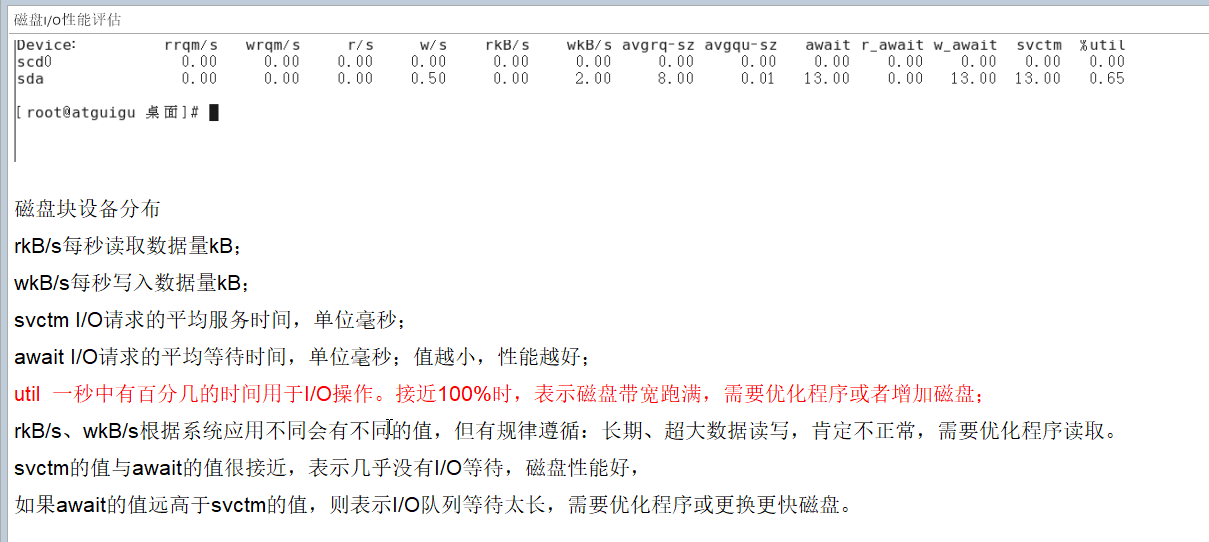 磁盘I/O性能评估
Device: rrqm/s wrqm/s r/s w/s rkB/s wkB/s avgrq-sz avgqu-sz await r_await w_await svctm %util
scd0 0.00 0.00 0.00 0.00 0.00 0.00 0.00 0.00 0.00 0.00 0.00 0.00 0.00
sda 0.00 0.00 0.00 0.50 0.00 2.00 8.00 0.01 13.00 0.00 13.00 13.00 0.65
[root@atguigu 桌面]#
磁盘块设备分布
rkB/s每秒读取数据量kB；
wkB/s每秒写入数据量kB；
svctm I/O请求的平均服务时间，单位毫秒；
await I/O请求的平均等待时间，单位毫秒；值越小，性能越好；
util 一秒中有百分几的时间用于I/O操作。接近100%时，表示磁盘带宽跑满，需要优化程序或者增加磁盘；
rkB/s、wkB/s根据系统应用不同会有不同的值，但有规律遵循：长期、超大数据读写，肯定不正常，需要优化程序读取。
svctm的值与await的值很接近，表示几乎没有I/O等待，磁盘性能好，
如果await的值远高于svctm的值，则表示I/O队列等待太长，需要优化程序或更换更快磁盘。